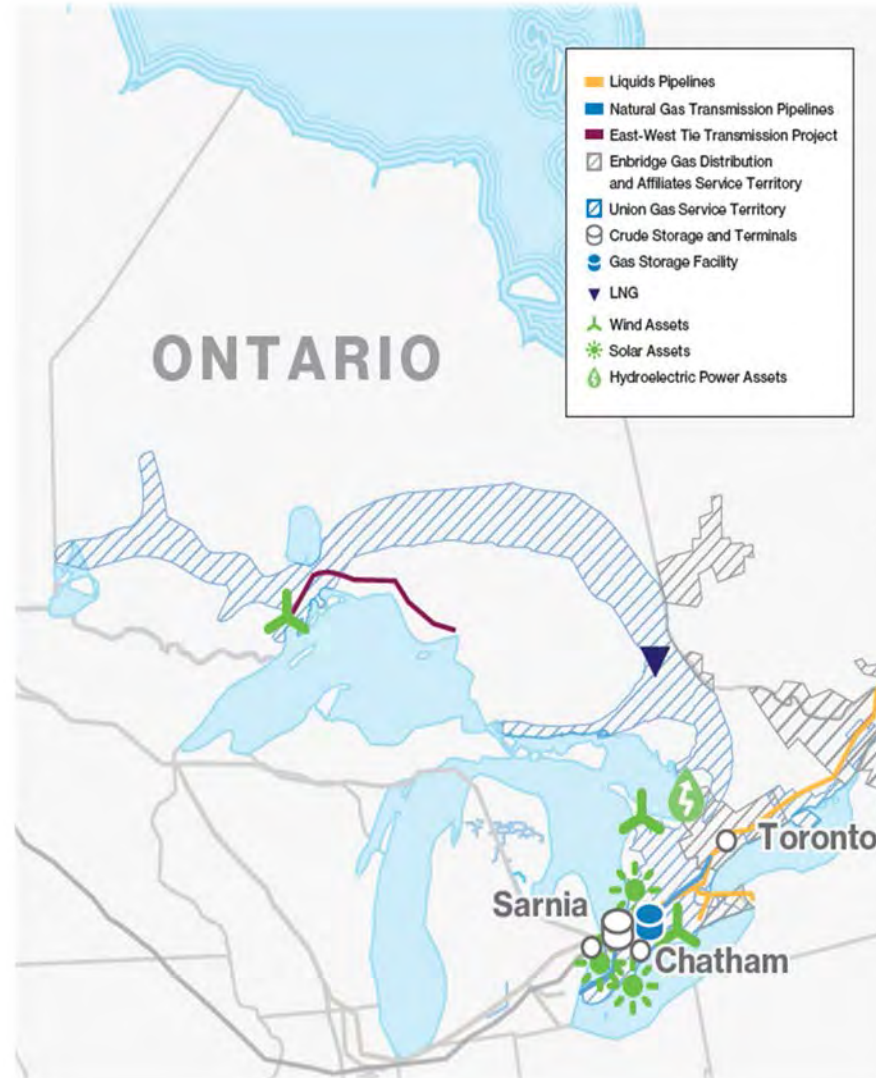 Liquids Pipelines
Natural Gas Transmission Pipelines
East-West Tie Transmission Project
Enbridge Gas Distribution
and Affiliates Service Territory
Union Gas Service Territory
Crude Storage and Terminals
Gas Storage Facility
LNG
Wind Assets
Solar Assets
Hydroelectric Power Assets
ONTARIO
Toronto
Sarnia
Chatham